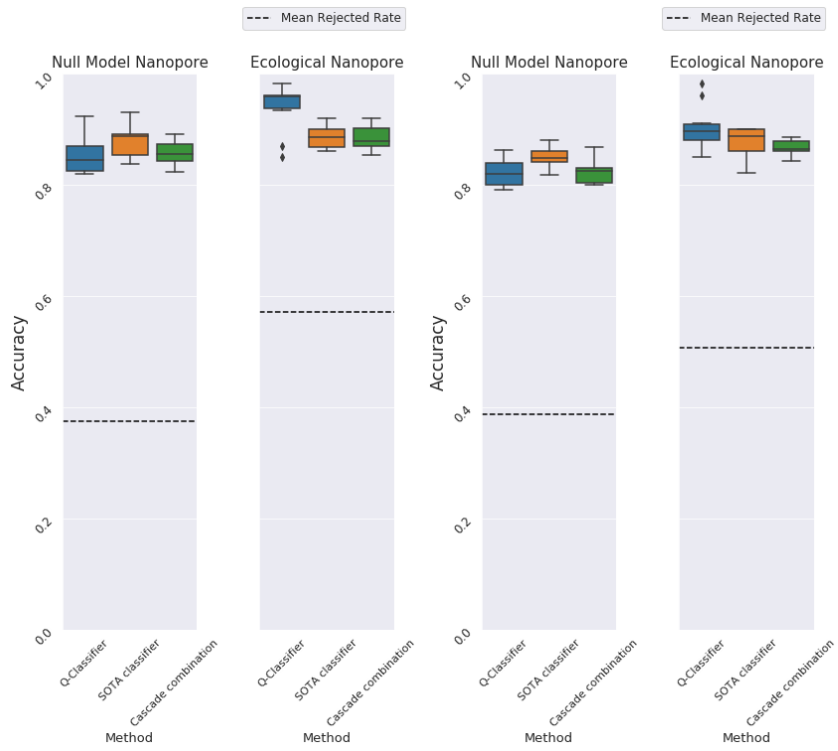 Mean Rejected Rate
Mean Rejected Rate
Null Model Nanopore
Ecological Nanopore
Null Model Nanopore
Ecological Nanopore
1.0
0.8
0.6
0.4
0.2
0.0
Accuracy
1.0
0.8
0.6
0.4
0.2
0.0
Accuracy
Q-Classifier
SOTA classifier
Cascade combination
Q-Classifier
SOTA classifier
Cascade combination
Q-Classifier
SOTA classifier
Cascade combination
Q-Classifier
SOTA classifier
Cascade combination
Method
Method
Method
Method